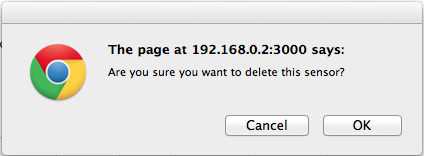 The page at 192.168.0.2:3000 says:
Are you sure you want to delete this sensor?
Cancel
OK